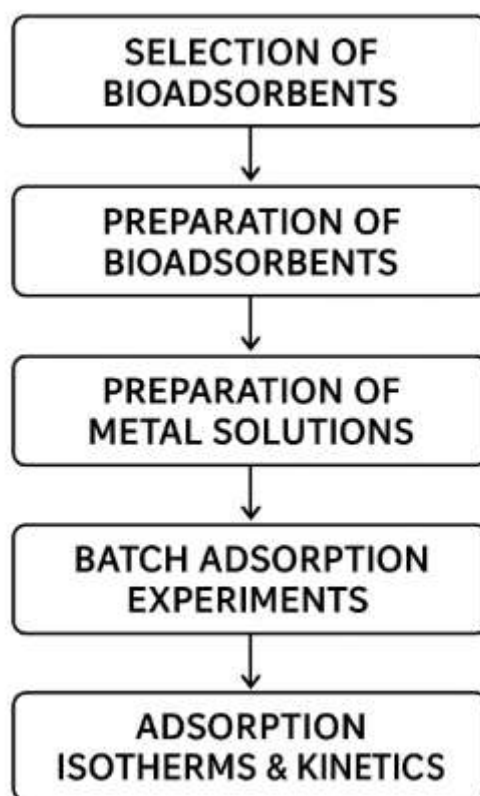 SELECTION OF
BIOADSORBENTS
PREPARATION OF
BIOADSORBENTS
PREPARATION OF
METAL SOLUTIONS
BATCH ADSORPTION
EXPERIMENTS
ADSORPTION
ISOTHERMS & KINETICS